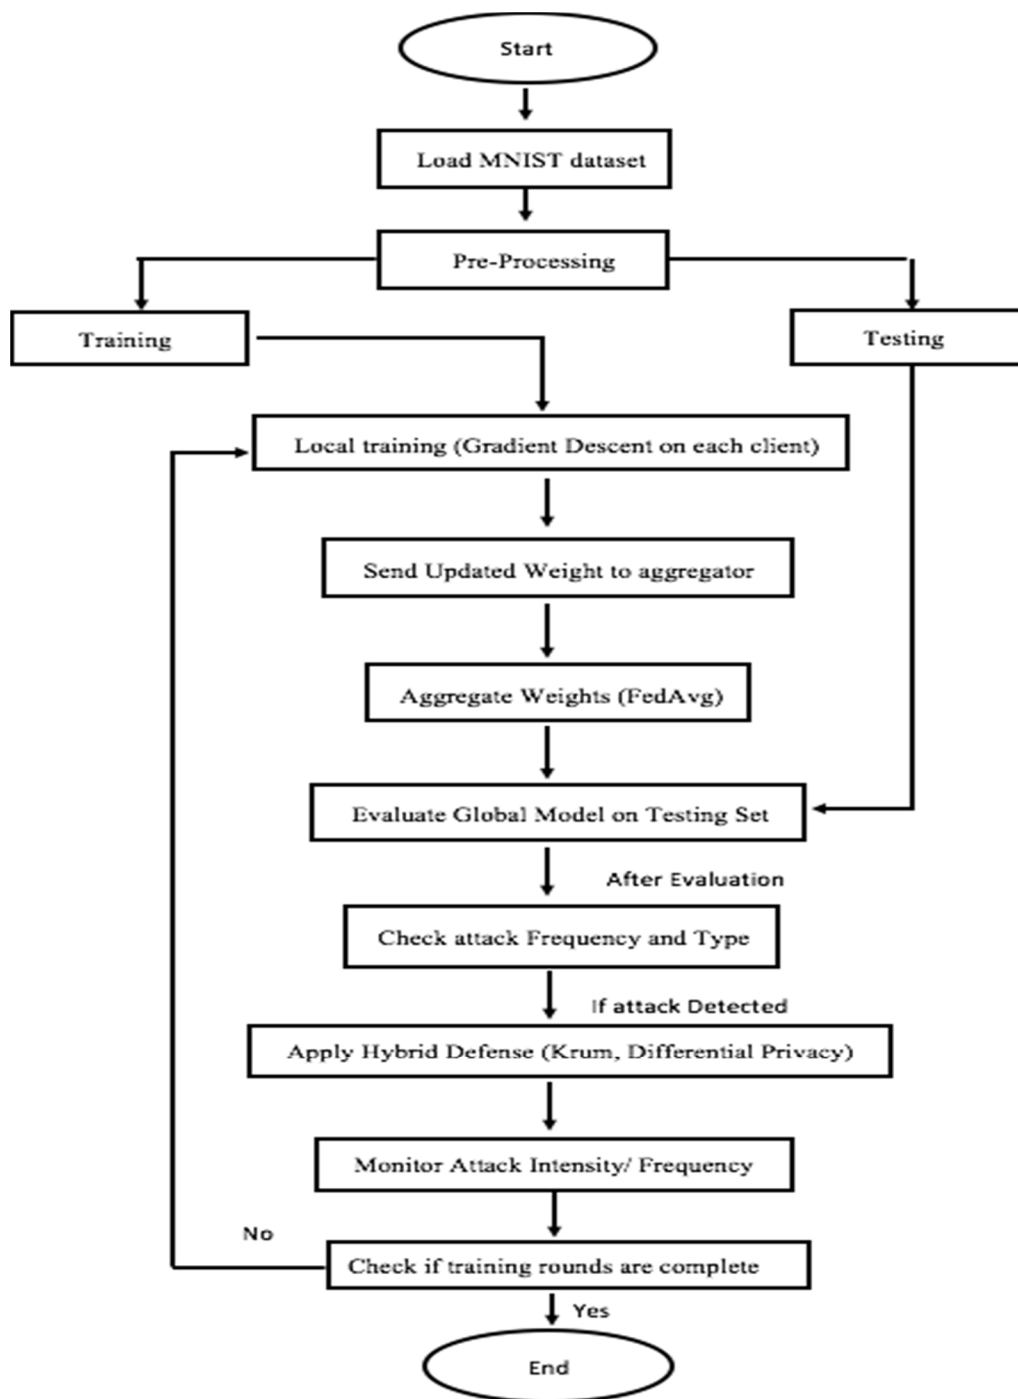 Start
Load MNIST dataset
Pre-Processing
Training
Testing
Local training (Gradient Descent on each client)
Send Updated Weight to aggregator
Aggregate Weights (FedAvg)
Evaluate Global Model on Testing Set
After Evaluation
Check attack Frequency and Type
If attack Detected
Apply Hybrid Defense (Krum, Differential Privacy)
Monitor Attack Intensity/ Frequency
No
Check if training rounds are complete
Yes
End